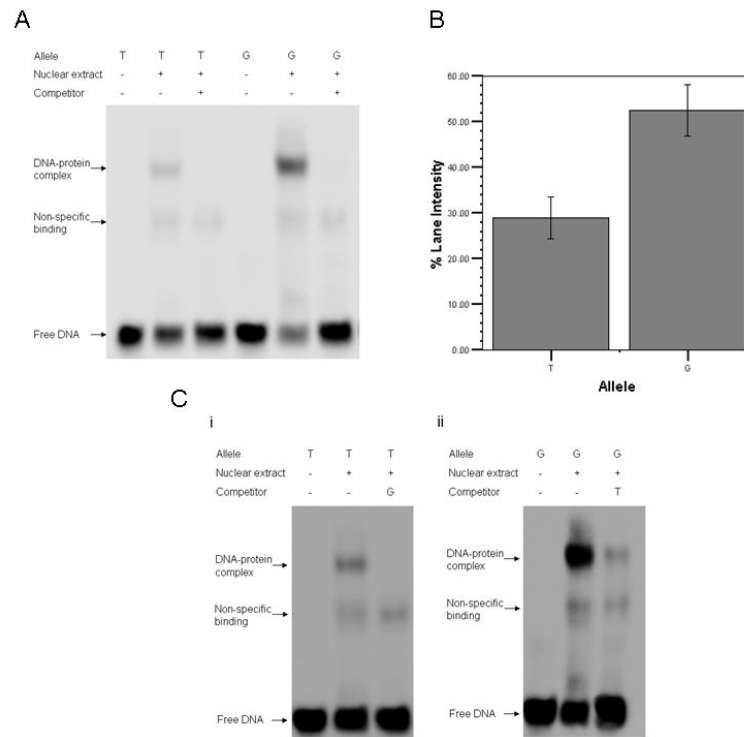 A
Allele T T T G G G
Nuclear extract - + + - + +
Competitor - - + - - +
DNA-protein
complex
Non-specific
binding
Free DNA
B
60.00
50.00
40.00
30.00
20.00
10.00
0.00
% Lane Intensity
T G
Allele
C
i
Allele T T T
Nuclear extract - + +
Competitor - - G
DNA-protein
complex
Non-specific
binding
Free DNA
ii
Allele G G G
Nuclear extract - + +
Competitor - - T
DNA-protein
complex
Non-specific
binding
Free DNA